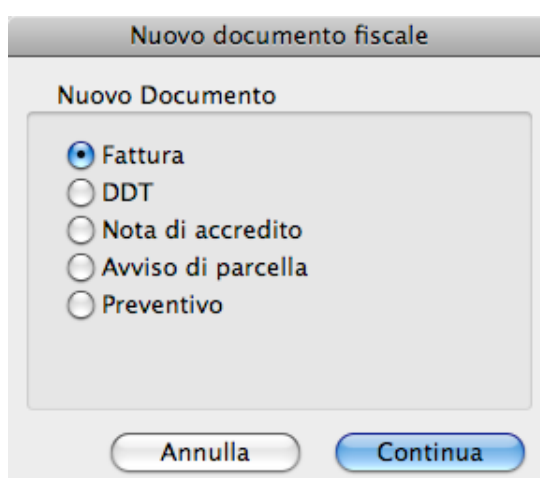 Nuovo documento fiscale
Nuovo Documento
Fattura
DDT
Nota di accredito
Avviso di parcella
Preventivo
Annulla Continua